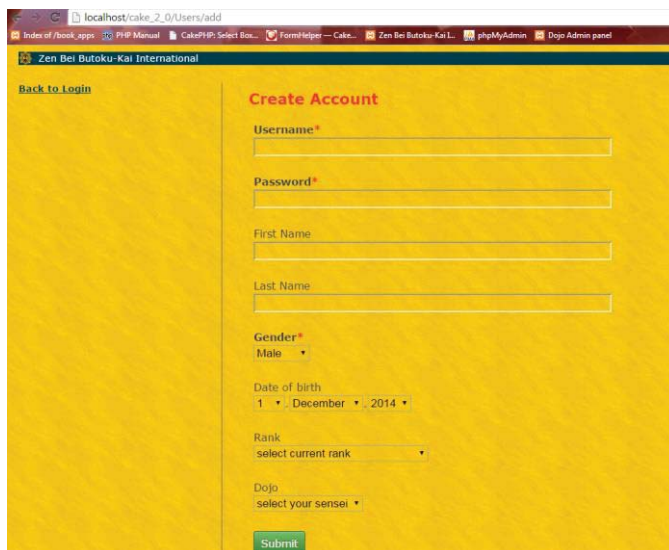 localhost/cake_2_0/Users/add
Index of /book_apps PHP Manual CakePHP: Select Box... FormHelper — Cake... Zen Bei Butoku-Kai I... phpMyAdmin Dojo Admin panel
Zen Bei Butoku-Kai International
Back to Login
Create Account
Username*
Password*
First Name
Last Name
Gender*
Male
Date of birth
1 . December . 2014
Rank
select current rank
Dojo
select your sensei
Submit